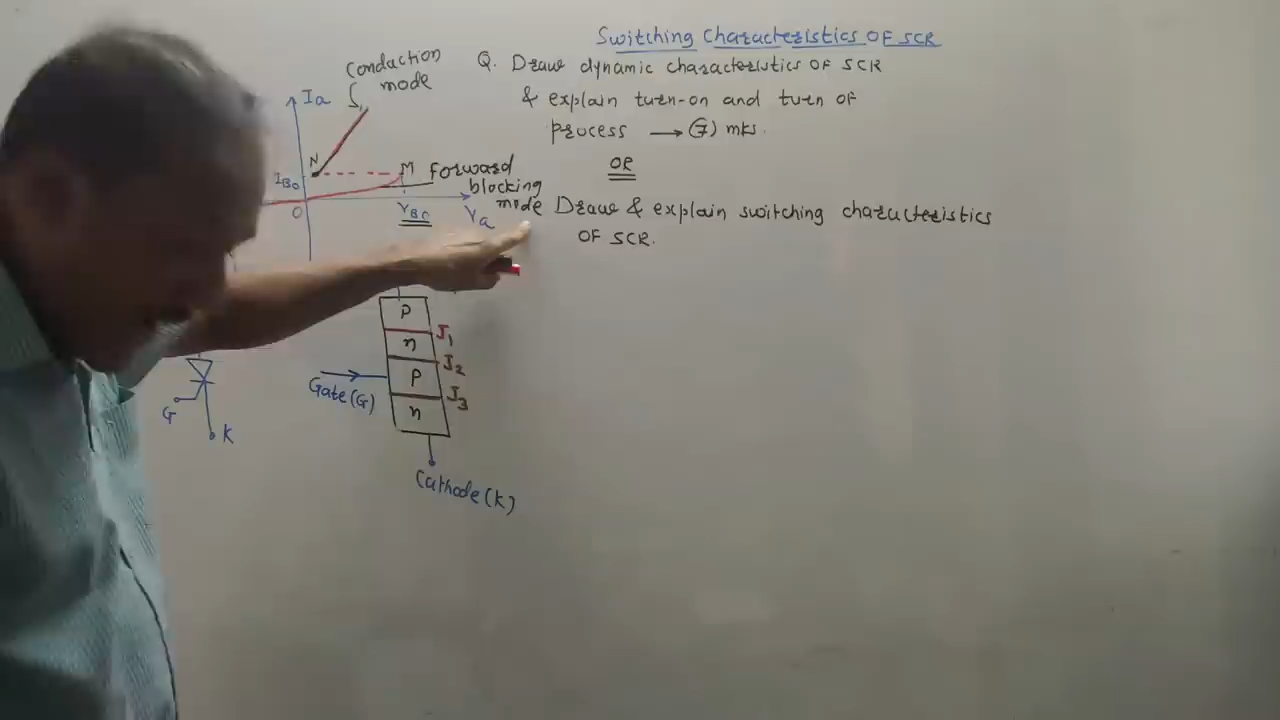 Switching Characteristics OF SCR
Q. Draw dynamic characteristics OF SCR
& explain turn-on and turn OF
process → (7) mks.
OR
Draw & explain switching characteristics
OF SCR.
Conduction
mode
Ia
N
M
Forward
blocking
mode
IBO
O
VBO
Va
P
J1
n
J2
P
J3
n
Gate (G)
Cathode (K)
G
K